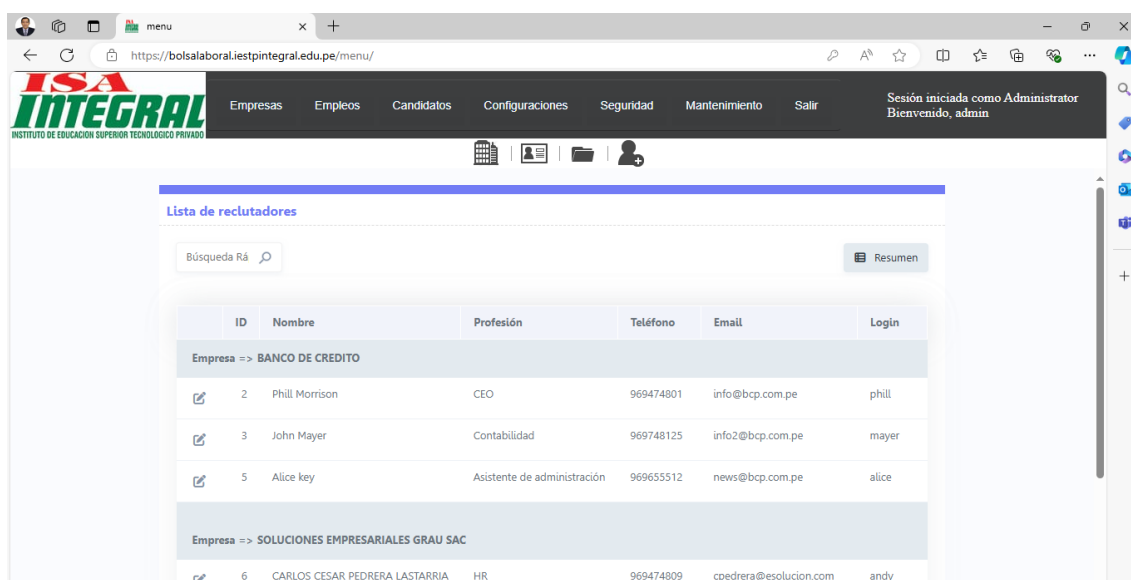 menu
https://bolsalaboral.iestpintegral.edu.pe/menu/
ISA
INTEGRAL
INSTITUTO DE EDUCACION SUPERIOR TECNOLOGICO PRIVADO
Empresas Empleos Candidatos Configuraciones Seguridad Mantenimiento Salir
Sesión iniciada como Administrator
Bienvenido, admin
Lista de reclutadores
Búsqueda Rá
Resumen
ID Nombre Profesión Teléfono Email Login
Empresa => BANCO DE CREDITO
2 Phill Morrison CEO 969474801 info@bcp.com.pe phill
3 John Mayer Contabilidad 969748125 info2@bcp.com.pe mayer
5 Alice key Asistente de administración 969655512 news@bcp.com.pe alice
Empresa => SOLUCIONES EMPRESARIALES GRAU SAC
6 CARLOS CESAR PEDRERA LASTARRIA HR 969474809 cpedrera@esolucion.com andy